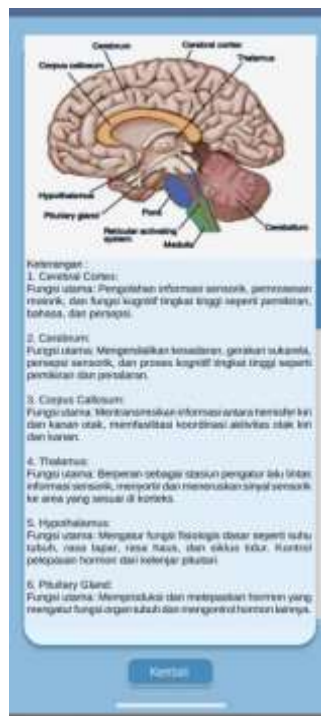 Cerebrum
Cerebral cortex
Corpus callosum
Thalamus
Hypothalamus
Pituitary gland
Pons
Reticular activating
system
Medulla
Cerebellum
Keterangan :
1. Cerebral Cortex:
Fungsi utama: Pengolahan informasi sensorik, pemrosesan
motorik, dan fungsi kognitif tingkat tinggi seperti pemikiran,
bahasa, dan persepsi.
2. Cerebrum:
Fungsi utama: Mengendalikan kesadaran, gerakan sukarela,
persepsi sensorik, dan proses kognitif tingkat tinggi seperti
pemikiran dan penalaran.
3. Corpus Callosum:
Fungsi utama: Mentransmisikan informasi antara hemisfer kiri
dan kanan otak, memfasilitasi koordinasi aktivitas otak kiri
dan kanan.
4. Thalamus:
Fungsi utama: Berperan sebagai stasiun pengatur lalu lintas
informasi sensorik, menyortir dan meneruskan sinyal sensorik
ke area yang sesuai di korteks.
5. Hypothalamus:
Fungsi utama: Mengatur fungsi fisiologis dasar seperti suhu
tubuh, rasa lapar, rasa haus, dan siklus tidur. Kontrol
pelepasan hormon dari kelenjar pituitari.
6. Pituitary Gland:
Fungsi utama: Memproduksi dan melepaskan hormon yang
mengatur fungsi organ tubuh dan mengontrol hormon lainnya.
Kembali